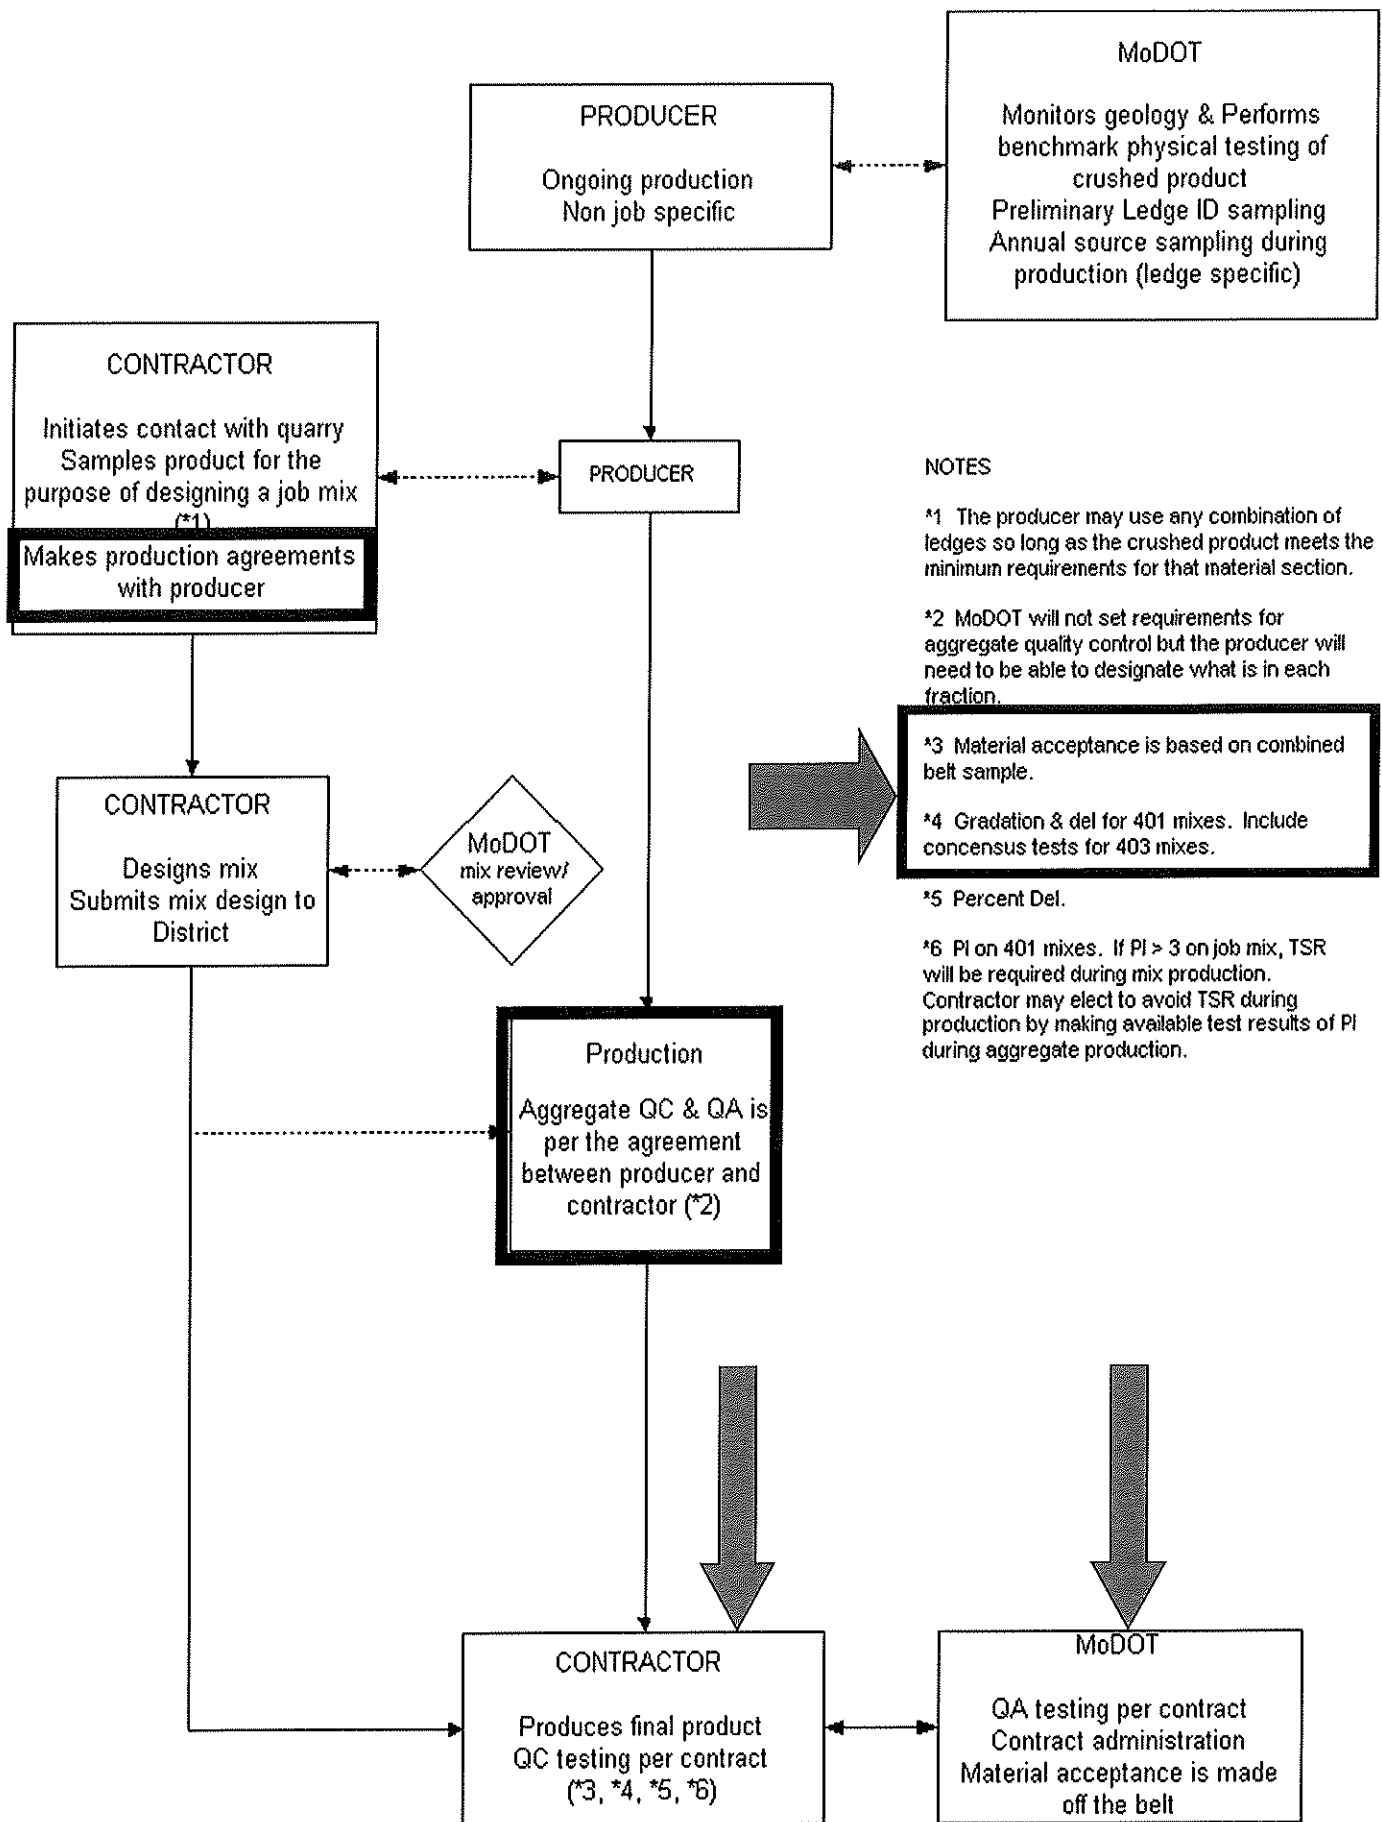 MoDOT
Monitors geology & Performs
benchmark physical testing of
crushed product
Preliminary Ledge ID sampling
Annual source sampling during
production (ledge specific)
PRODUCER
Ongoing production
Non job specific
CONTRACTOR
Initiates contact with quarry
Samples product for the
purpose of designing a job mix
(*1)
Makes production agreements
with producer
PRODUCER
NOTES
*1 The producer may use any combination of
ledges so long as the crushed product meets the
minimum requirements for that material section.
*2 MoDOT will not set requirements for
aggregate quality control but the producer will
need to be able to designate what is in each
fraction.
*3 Material acceptance is based on combined
belt sample.
*4 Gradation & del for 401 mixes. Include
concensus tests for 403 mixes.
*5 Percent Del.
*6 PI on 401 mixes. If PI > 3 on job mix, TSR
will be required during mix production.
Contractor may elect to avoid TSR during
production by making available test results of PI
during aggregate production.
CONTRACTOR
Designs mix
Submits mix design to
District
MoDOT
mix review/
approval
Production
Aggregate QC & QA is
per the agreement
between producer and
contractor (*2)
CONTRACTOR
Produces final product
QC testing per contract
(*3, *4, *5, *6)
MoDOT
QA testing per contract
Contract administration
Material acceptance is made
off the belt